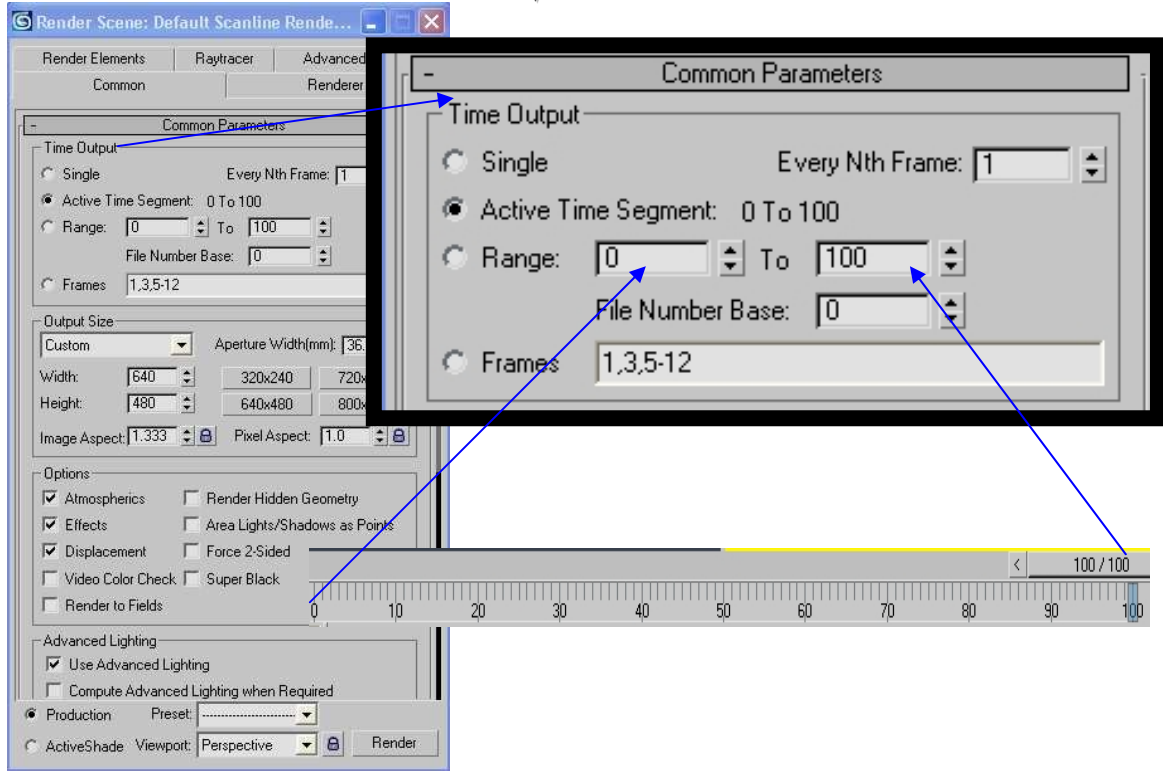 Render Scene: Default Scanline Rende...
Render Elements Raytracer Advanced
Common Renderer
- Common Parameters
Time Output
Single Every Nth Frame: 1
Active Time Segment: 0 To 100
Range: 0 To 100
File Number Base: 0
Frames 1,3,5-12
Output Size
Custom Aperture Width(mm): 36.
Width: 640 320x240 720x
Height: 480 640x480 800x
Image Aspect: 1.333 Pixel Aspect: 1.0
Options
Atmospherics Render Hidden Geometry
Effects Area Lights/Shadows as Points
Displacement Force 2-Sided
Video Color Check Super Black
Render to Fields
Advanced Lighting
Use Advanced Lighting
Compute Advanced Lighting when Required
Production Preset: -----------------------
ActiveShade Viewport: Perspective Render
- Common Parameters
Time Output
Single Every Nth Frame: 1
Active Time Segment: 0 To 100
Range: 0 To 100
File Number Base: 0
Frames 1,3,5-12
< 100 / 100
0 10 20 30 40 50 60 70 80 90 100